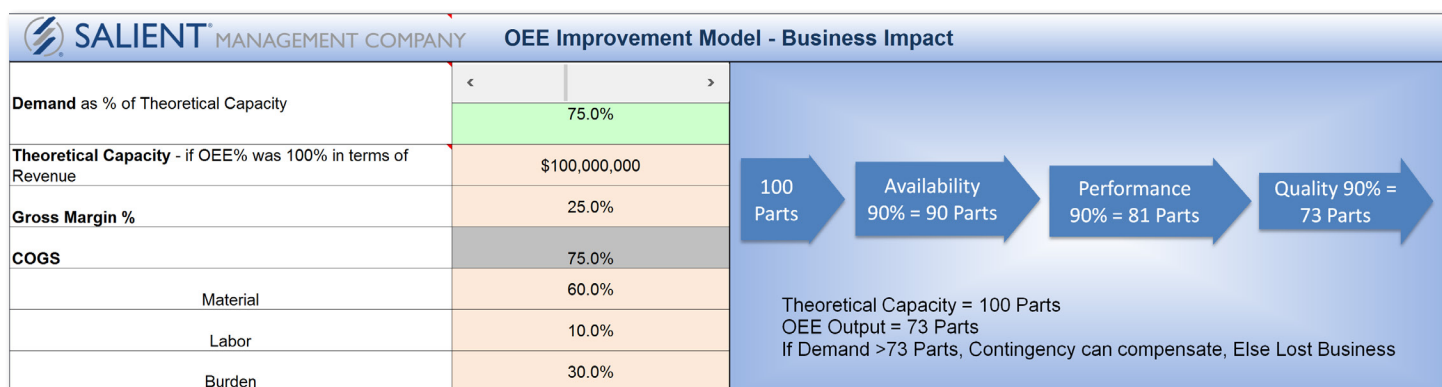 SALIENT MANAGEMENT COMPANY
OEE Improvement Model - Business Impact
Demand as % of Theoretical Capacity
75.0%
Theoretical Capacity - if OEE% was 100% in terms of
Revenue
$100,000,000
Gross Margin %
25.0%
COGS
75.0%
Material
60.0%
Labor
10.0%
Burden
30.0%
100
Parts
Availability
90% = 90 Parts
Performance
90% = 81 Parts
Quality 90% =
73 Parts
Theoretical Capacity = 100 Parts
OEE Output = 73 Parts
If Demand >73 Parts, Contingency can compensate, Else Lost Business